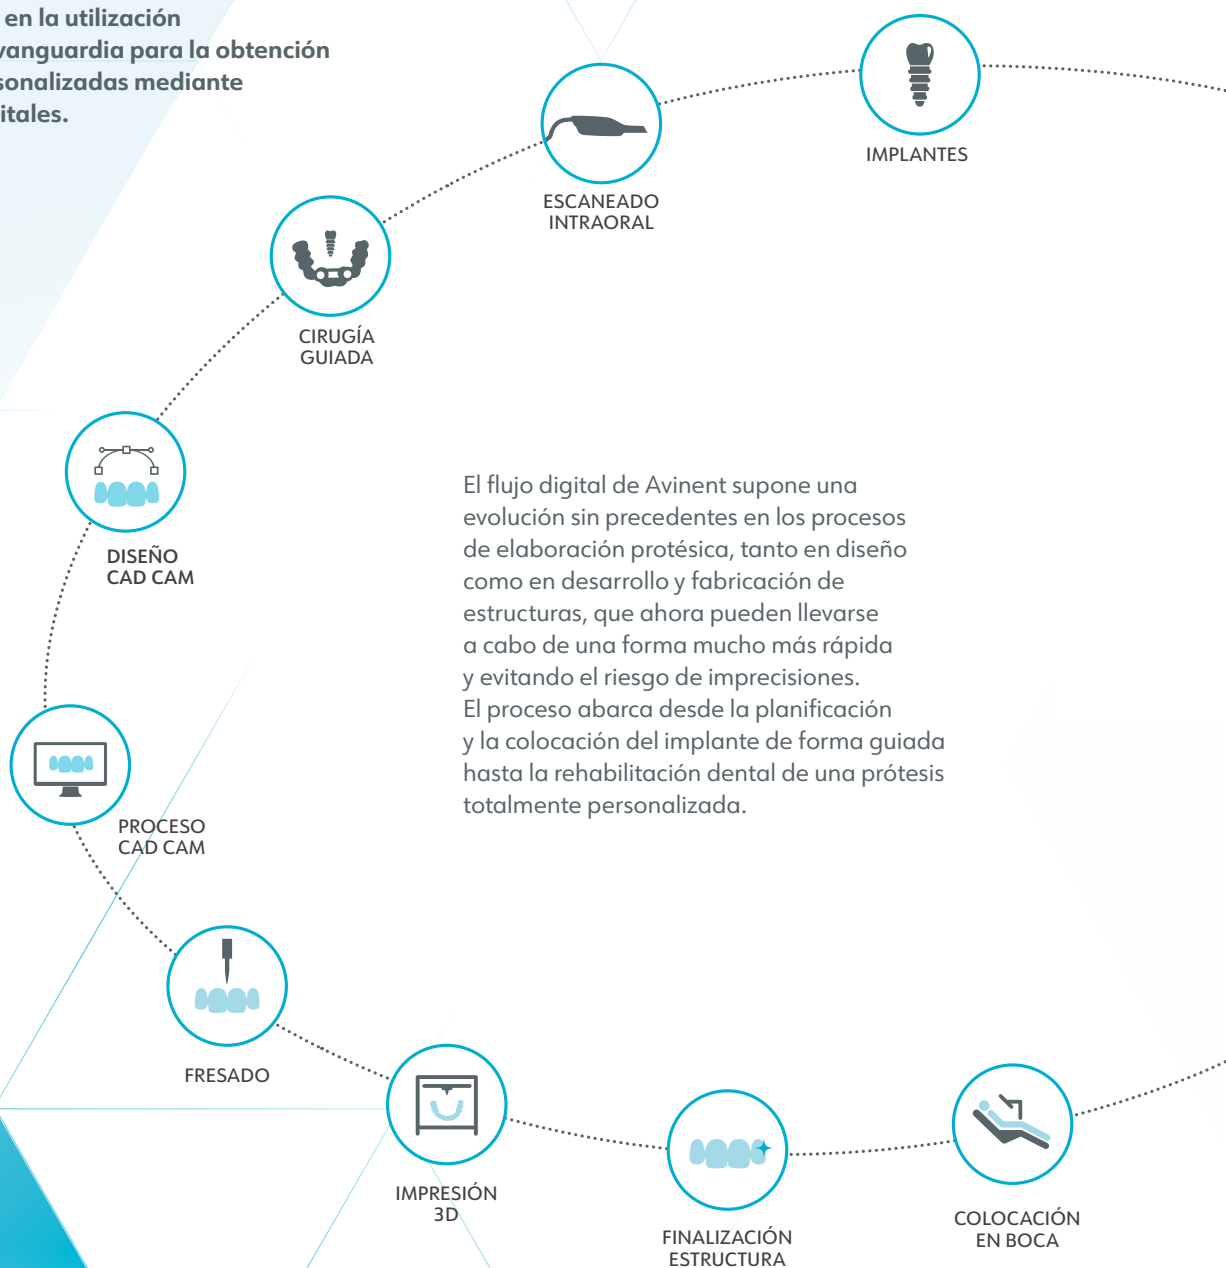 en la utilización
vanguardia para la obtención
sonalizadas mediante
itales.
IMPLANTES
ESCANEADO
INTRAORAL
CIRUGÍA
GUIADA
DISEÑO
CAD CAM
El flujo digital de Avinent supone una
evolución sin precedentes en los procesos
de elaboración protésica, tanto en diseño
como en desarrollo y fabricación de
estructuras, que ahora pueden llevarse
a cabo de una forma mucho más rápida
y evitando el riesgo de imprecisiones.
El proceso abarca desde la planificación
y la colocación del implante de forma guiada
hasta la rehabilitación dental de una prótesis
totalmente personalizada.
PROCESO
CAD CAM
FRESADO
IMPRESIÓN
3D
FINALIZACIÓN
ESTRUCTURA
COLOCACIÓN
EN BOCA